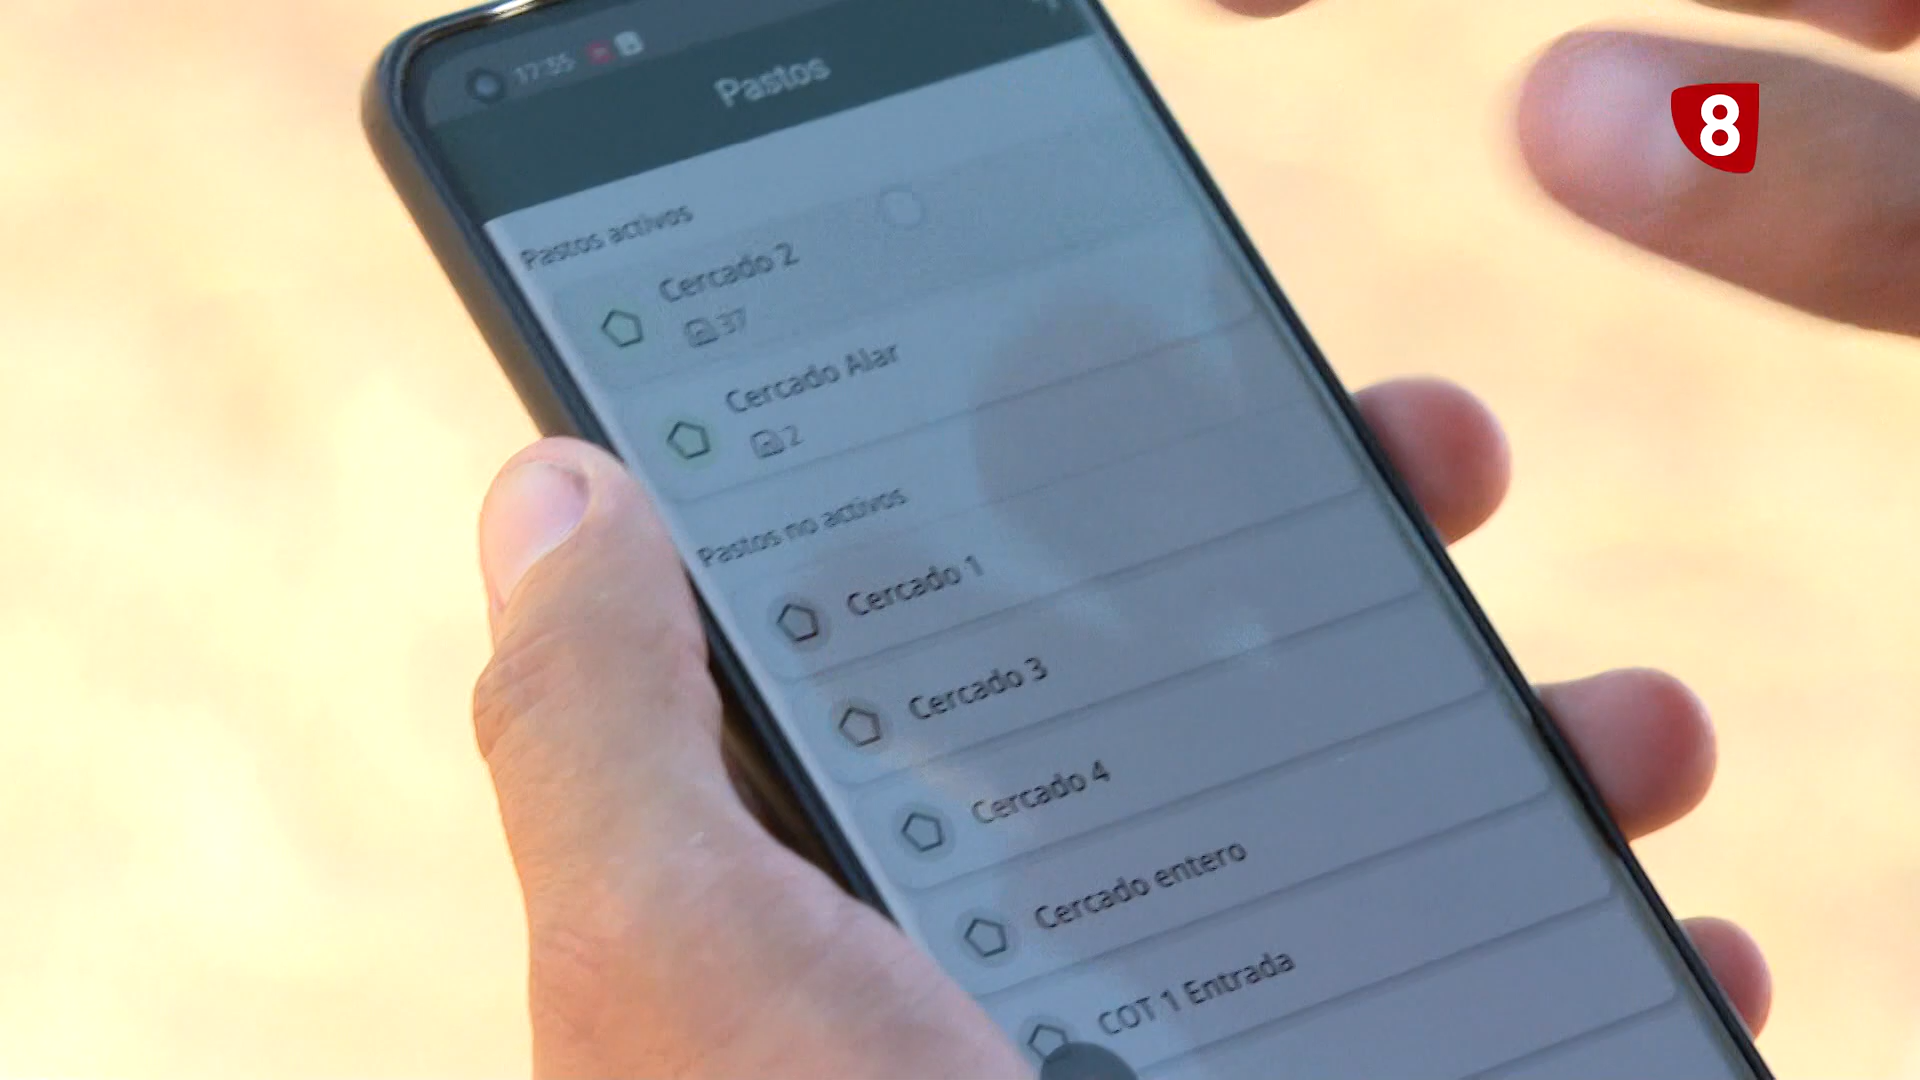 8
17:35
Pastos
Pastos activos
Cercado 2
37
Cercado Alar
2
Pastos no activos
Cercado 1
Cercado 3
Cercado 4
Cercado entero
COT 1 Entrada